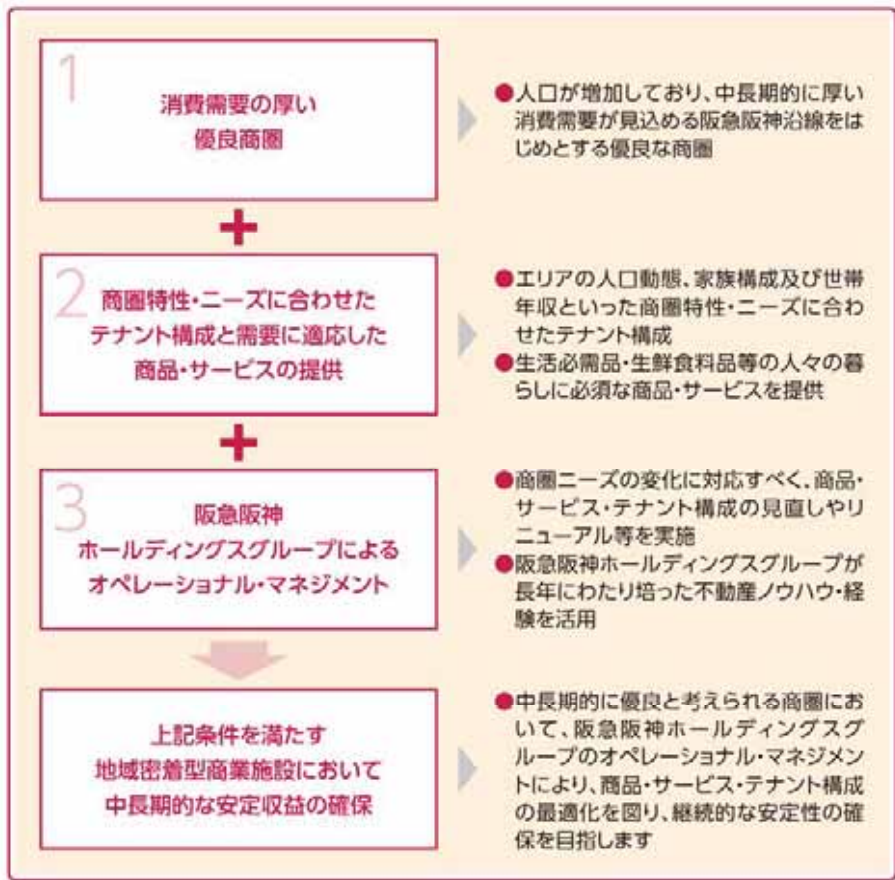 1
消費需要の厚い
優良商圏
●人口が増加しており、中長期的に厚い
消費需要が見込める阪急阪神沿線をは
じめとする優良な商圏
+
2
商圏特性・ニーズに合わせた
テナント構成と需要に適応した
商品・サービスの提供
●エリアの人口動態、家族構成及び世帯
年収といった商圏特性・ニーズに合わ
せたテナント構成
●生活必需品・生鮮食料品等の人々の暮
らしに必須な商品・サービスを提供
+
3
阪急阪神
ホールディングスグループによる
オペレーショナル・マネジメント
●商圏ニーズの変化に対応すべく、商品・
サービス・テナント構成の見直しやリ
ニューアル等を実施
●阪急阪神ホールディングスグループが
長年にわたり培った不動産ノウハウ・経
験を活用
上記条件を満たす
地域密着型商業施設において
中長期的な安定収益の確保
●中長期的に優良と考えられる商圏にお
いて、阪急阪神ホールディングスグ
ループのオペレーショナル・マネジメン
トにより、商品・サービス・テナント構成
の最適化を図り、継続的な安定性の確
保を目指します